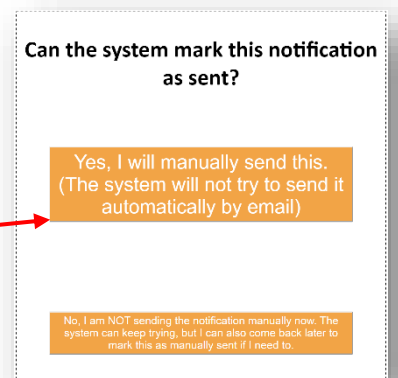 Can the system mark this notification
as sent?
Yes, I will manually send this.
(The system will not try to send it
automatically by email)
No, I am NOT sending the notification manually now. The
system can keep trying, but I can also come back later to
mark this as manually sent if I need to.